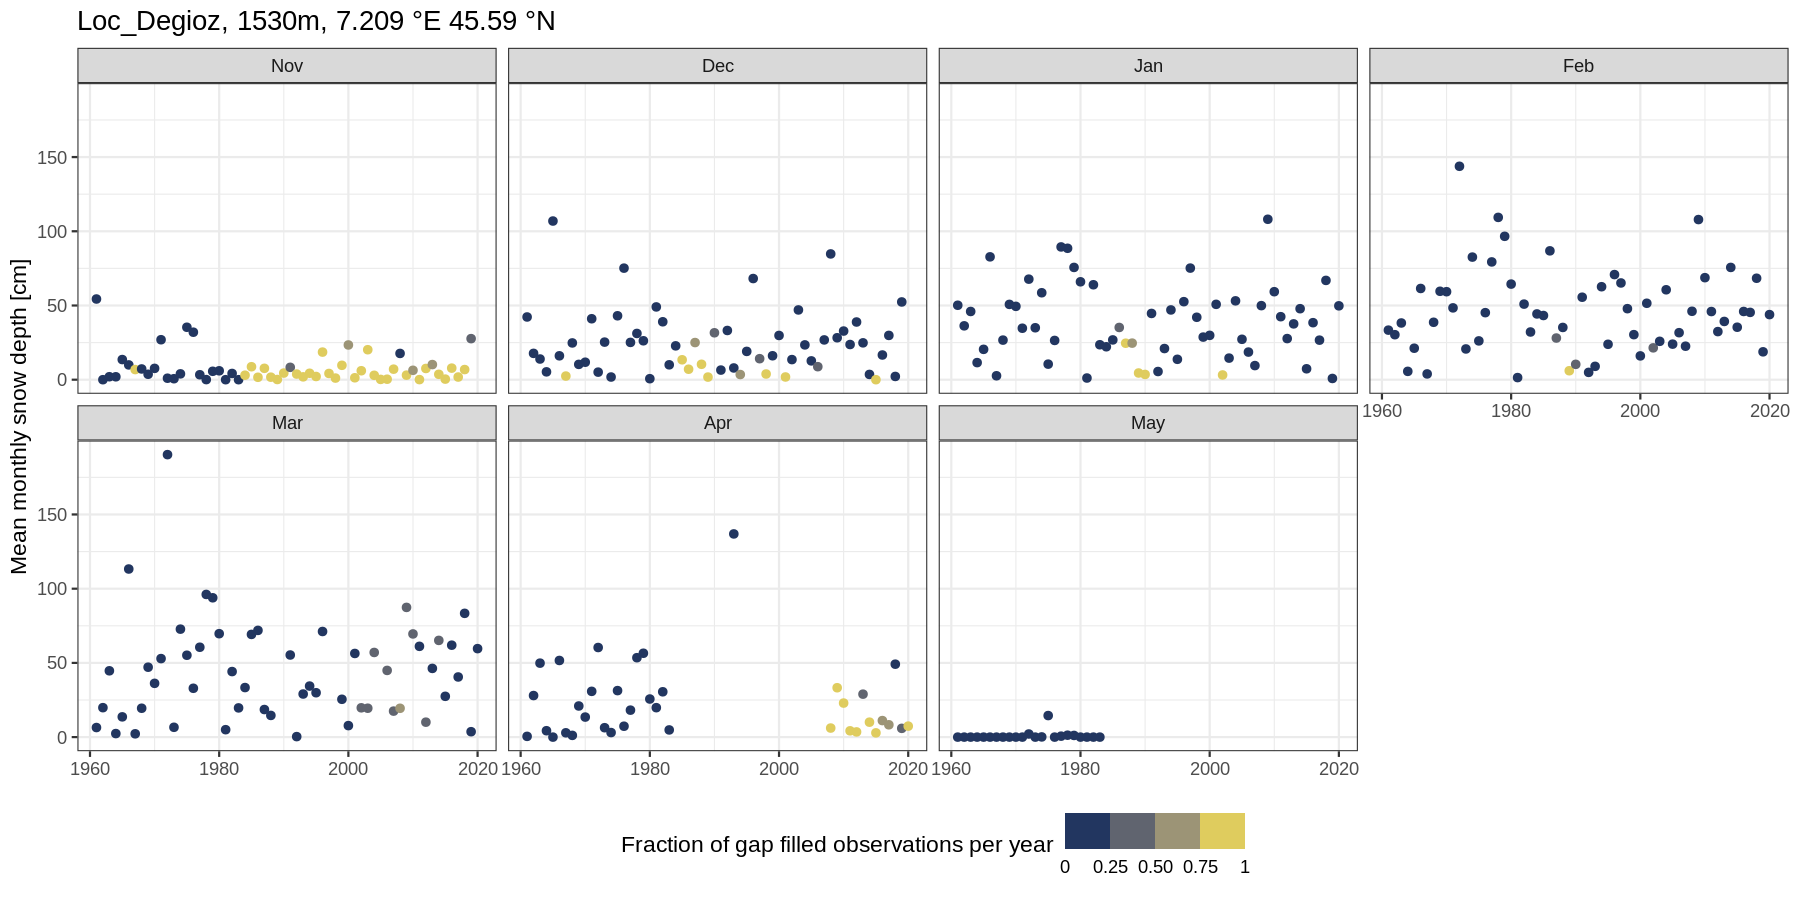 Loc_Degioz, 1530m, 7.209 °E 45.59 °N
Nov Dec Jan Feb
150
100
50
0
1960 1980 2000 2020
Mar Apr May
Mean monthly snow depth [cm]
150
100
50
0
1960 1980 2000 2020 1960 1980 2000 2020 1960 1980 2000 2020
Fraction of gap filled observations per year
0 0.25 0.50 0.75 1